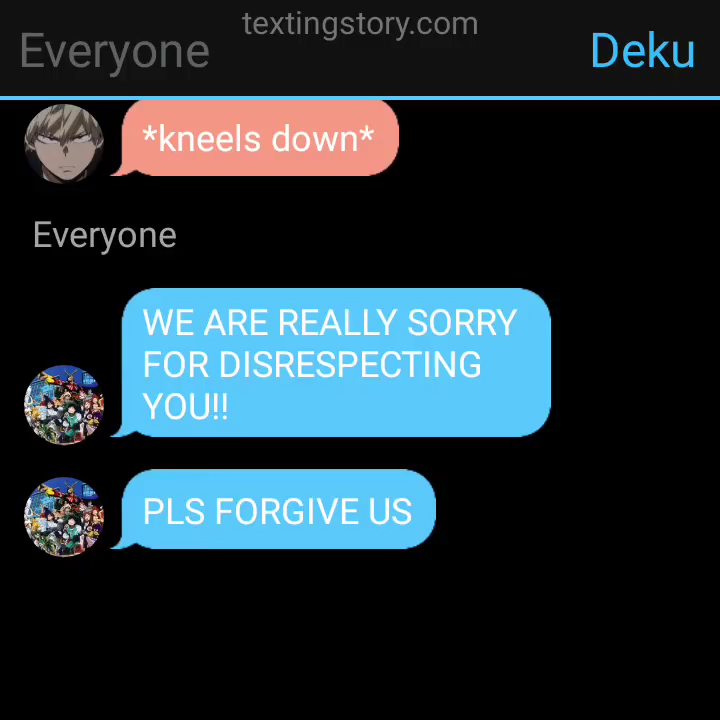 textingstory.com
Everyone
Deku
*kneels down*
Everyone
WE ARE REALLY SORRY
FOR DISRESPECTING
YOU!!
PLS FORGIVE US